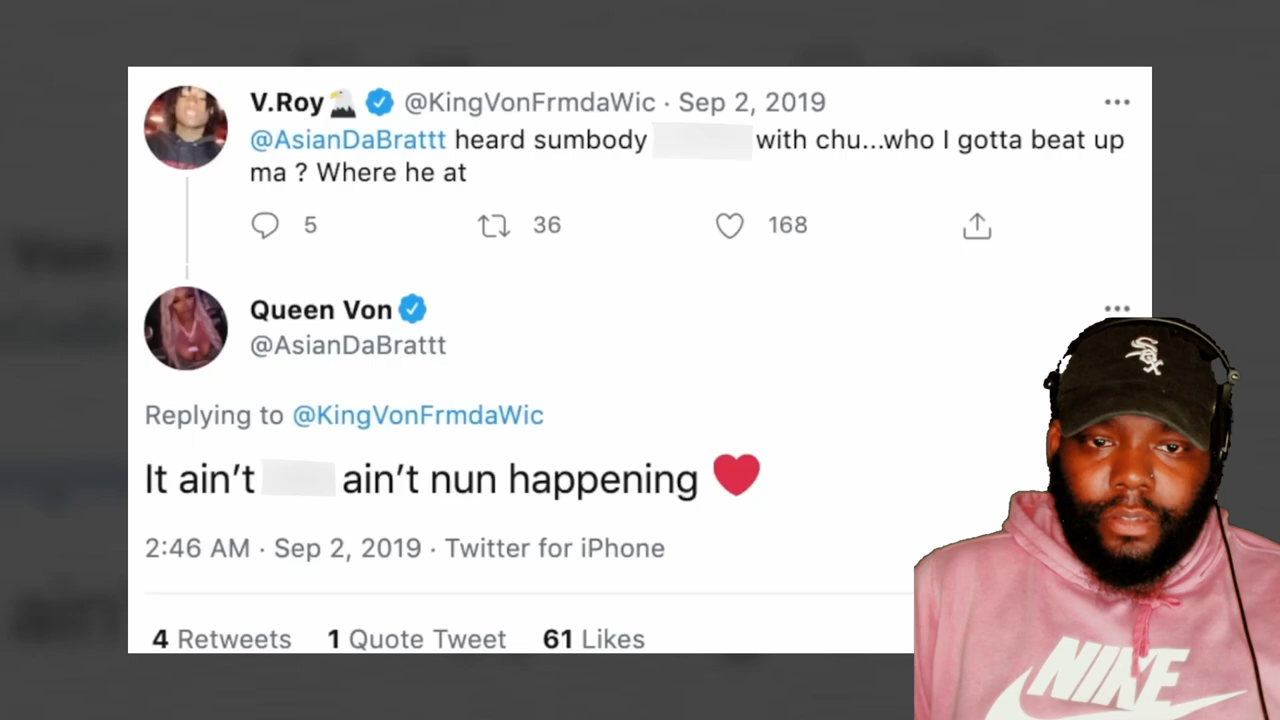 V.Roy🦅 @KingVonFrmdaWic · Sep 2, 2019
@AsianDaBrattt heard sumbody with chu...who I gotta beat up
ma ? Where he at
5 36 168
Queen Von
@AsianDaBrattt
Replying to @KingVonFrmdaWic
It ain't ain't nun happening ❤️
2:46 AM · Sep 2, 2019 · Twitter for iPhone
4 Retweets 1 Quote Tweet 61 Likes
SOX
NIKE